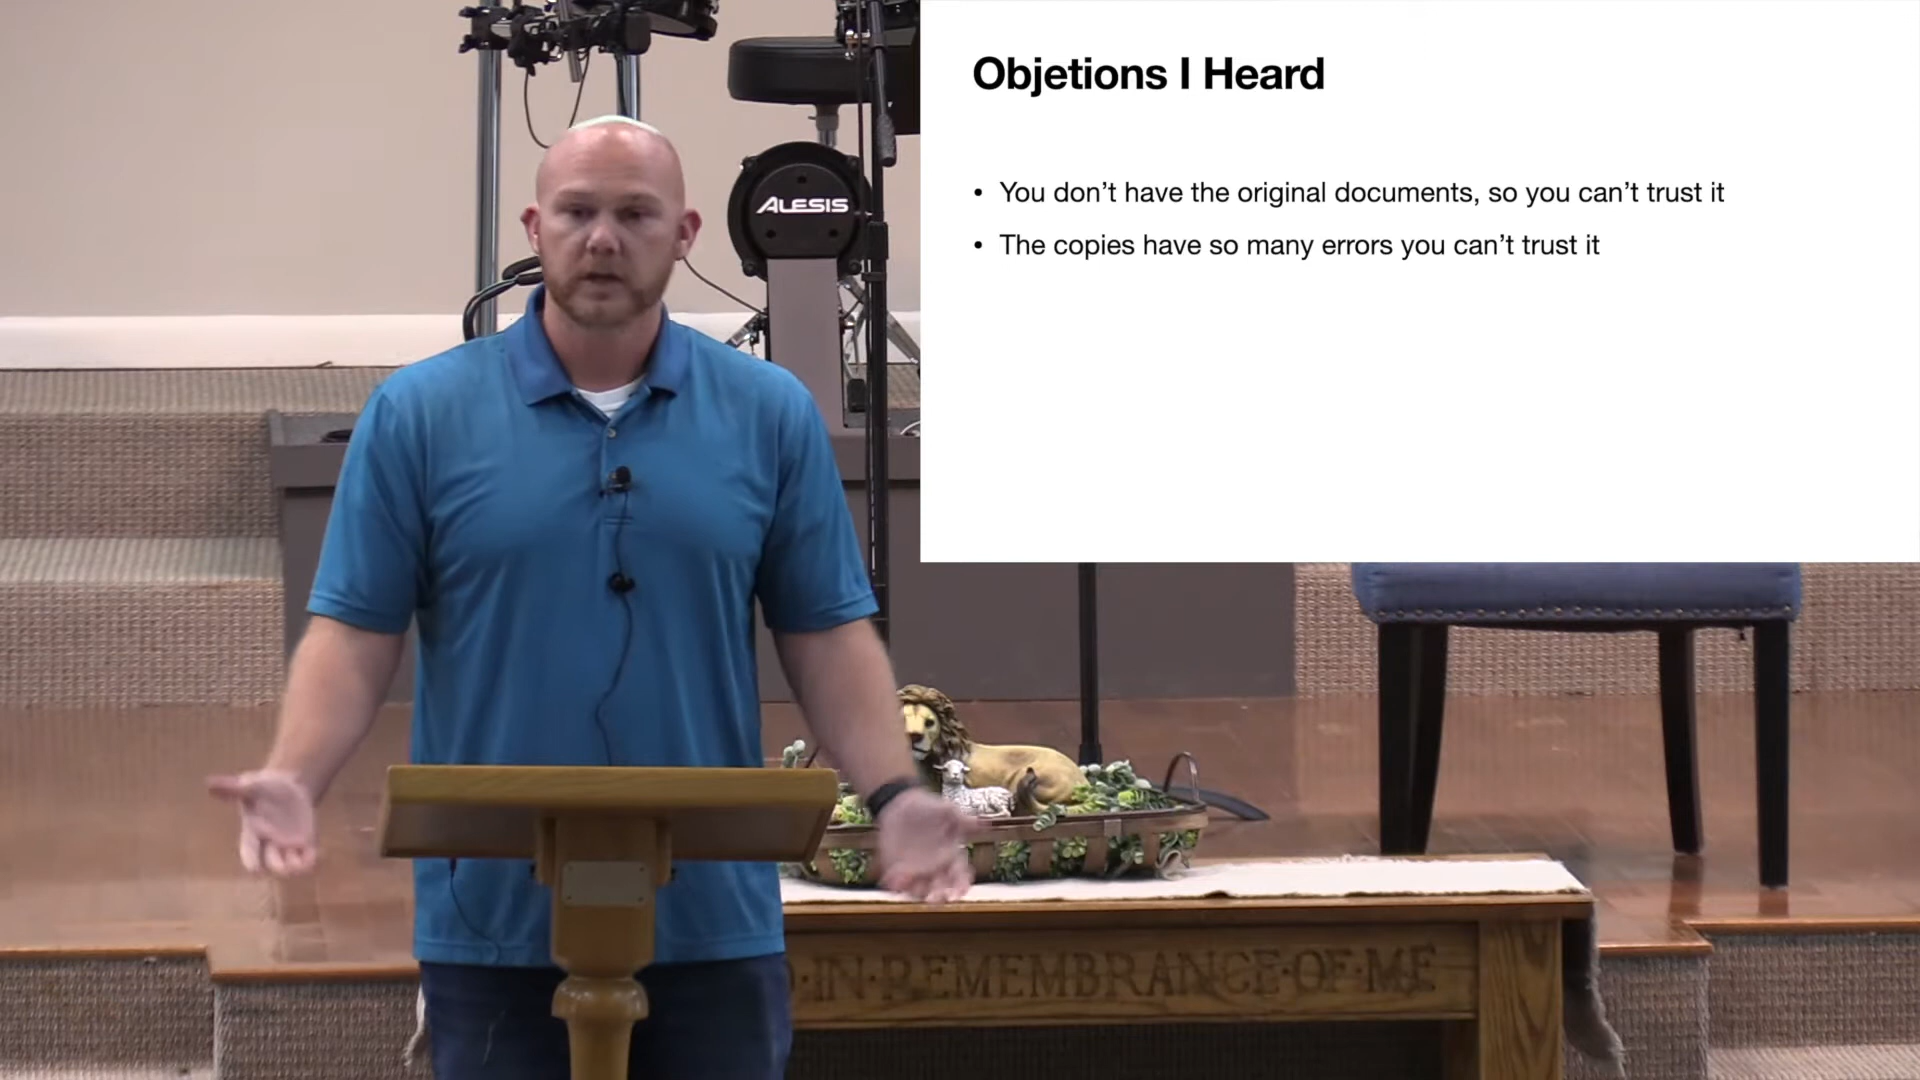 Objetions I Heard
• You don’t have the original documents, so you can’t trust it
• The copies have so many errors you can’t trust it
ALESIS
IN·REMEMBRANCE·OF·ME